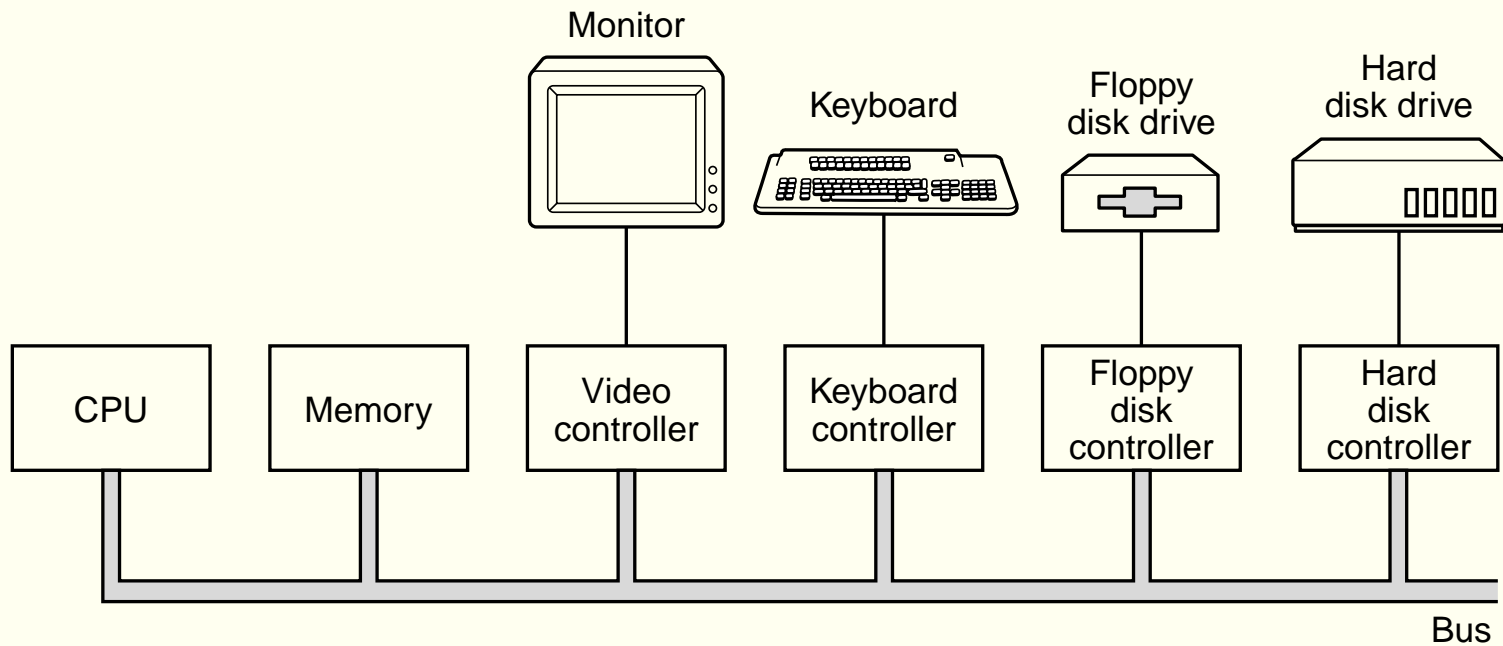 Monitor
Keyboard
Floppy
disk drive
Hard
disk drive
CPU
Memory
Video
controller
Keyboard
controller
Floppy
disk
controller
Hard
disk
controller
Bus